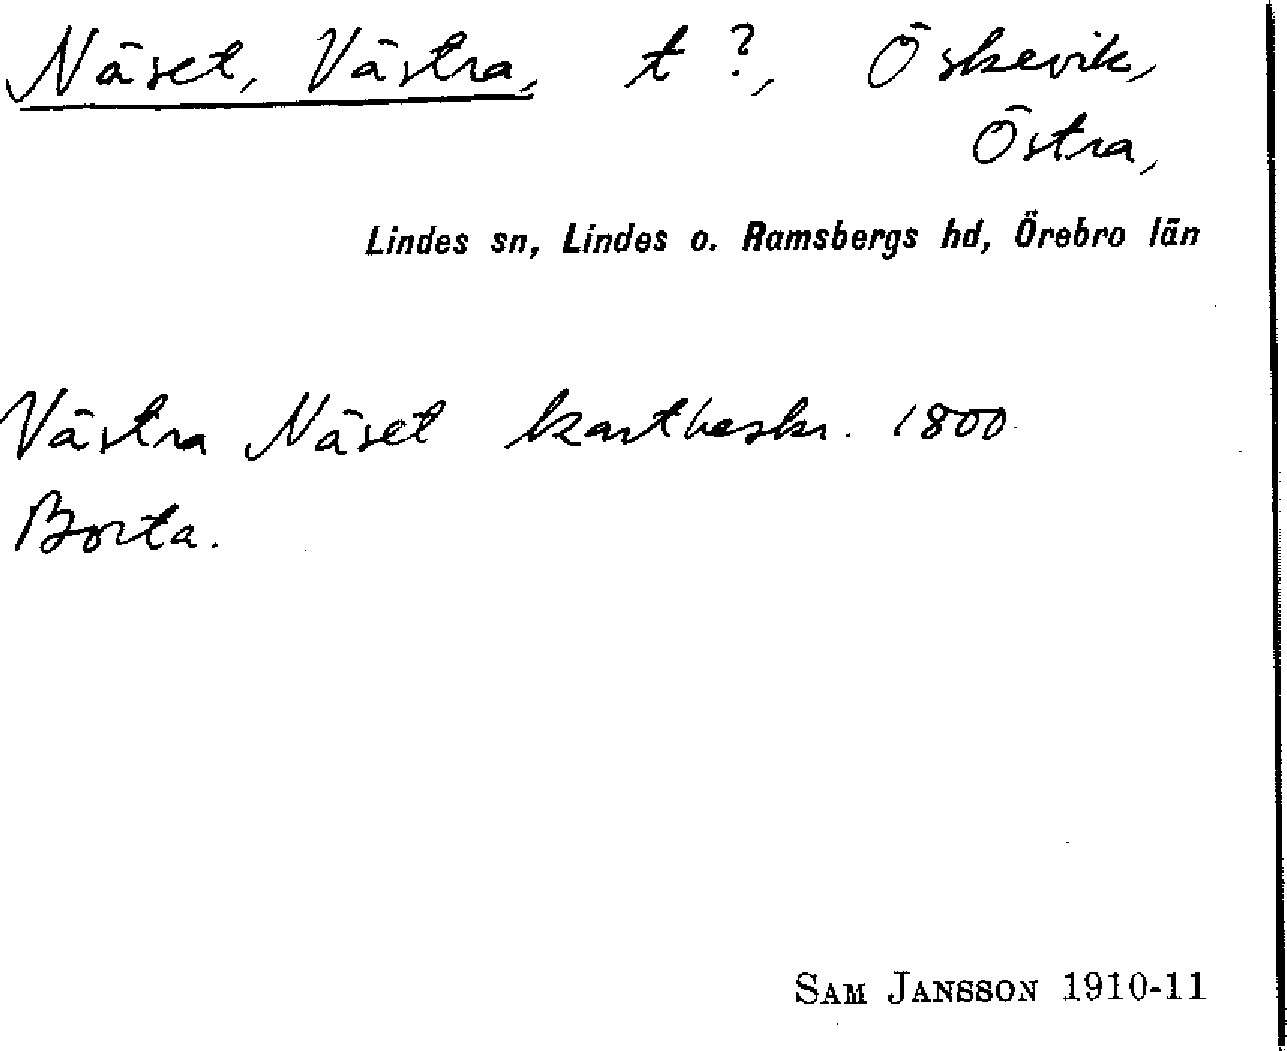 Näset, Västra, t ?, Öskevik,
Östra,
Lindes sn, Lindes o. Ramsbergs hd, Örebro län
Västra Näset kartbeskr. 1800
Borta.
SAM JANSSON 1910-11